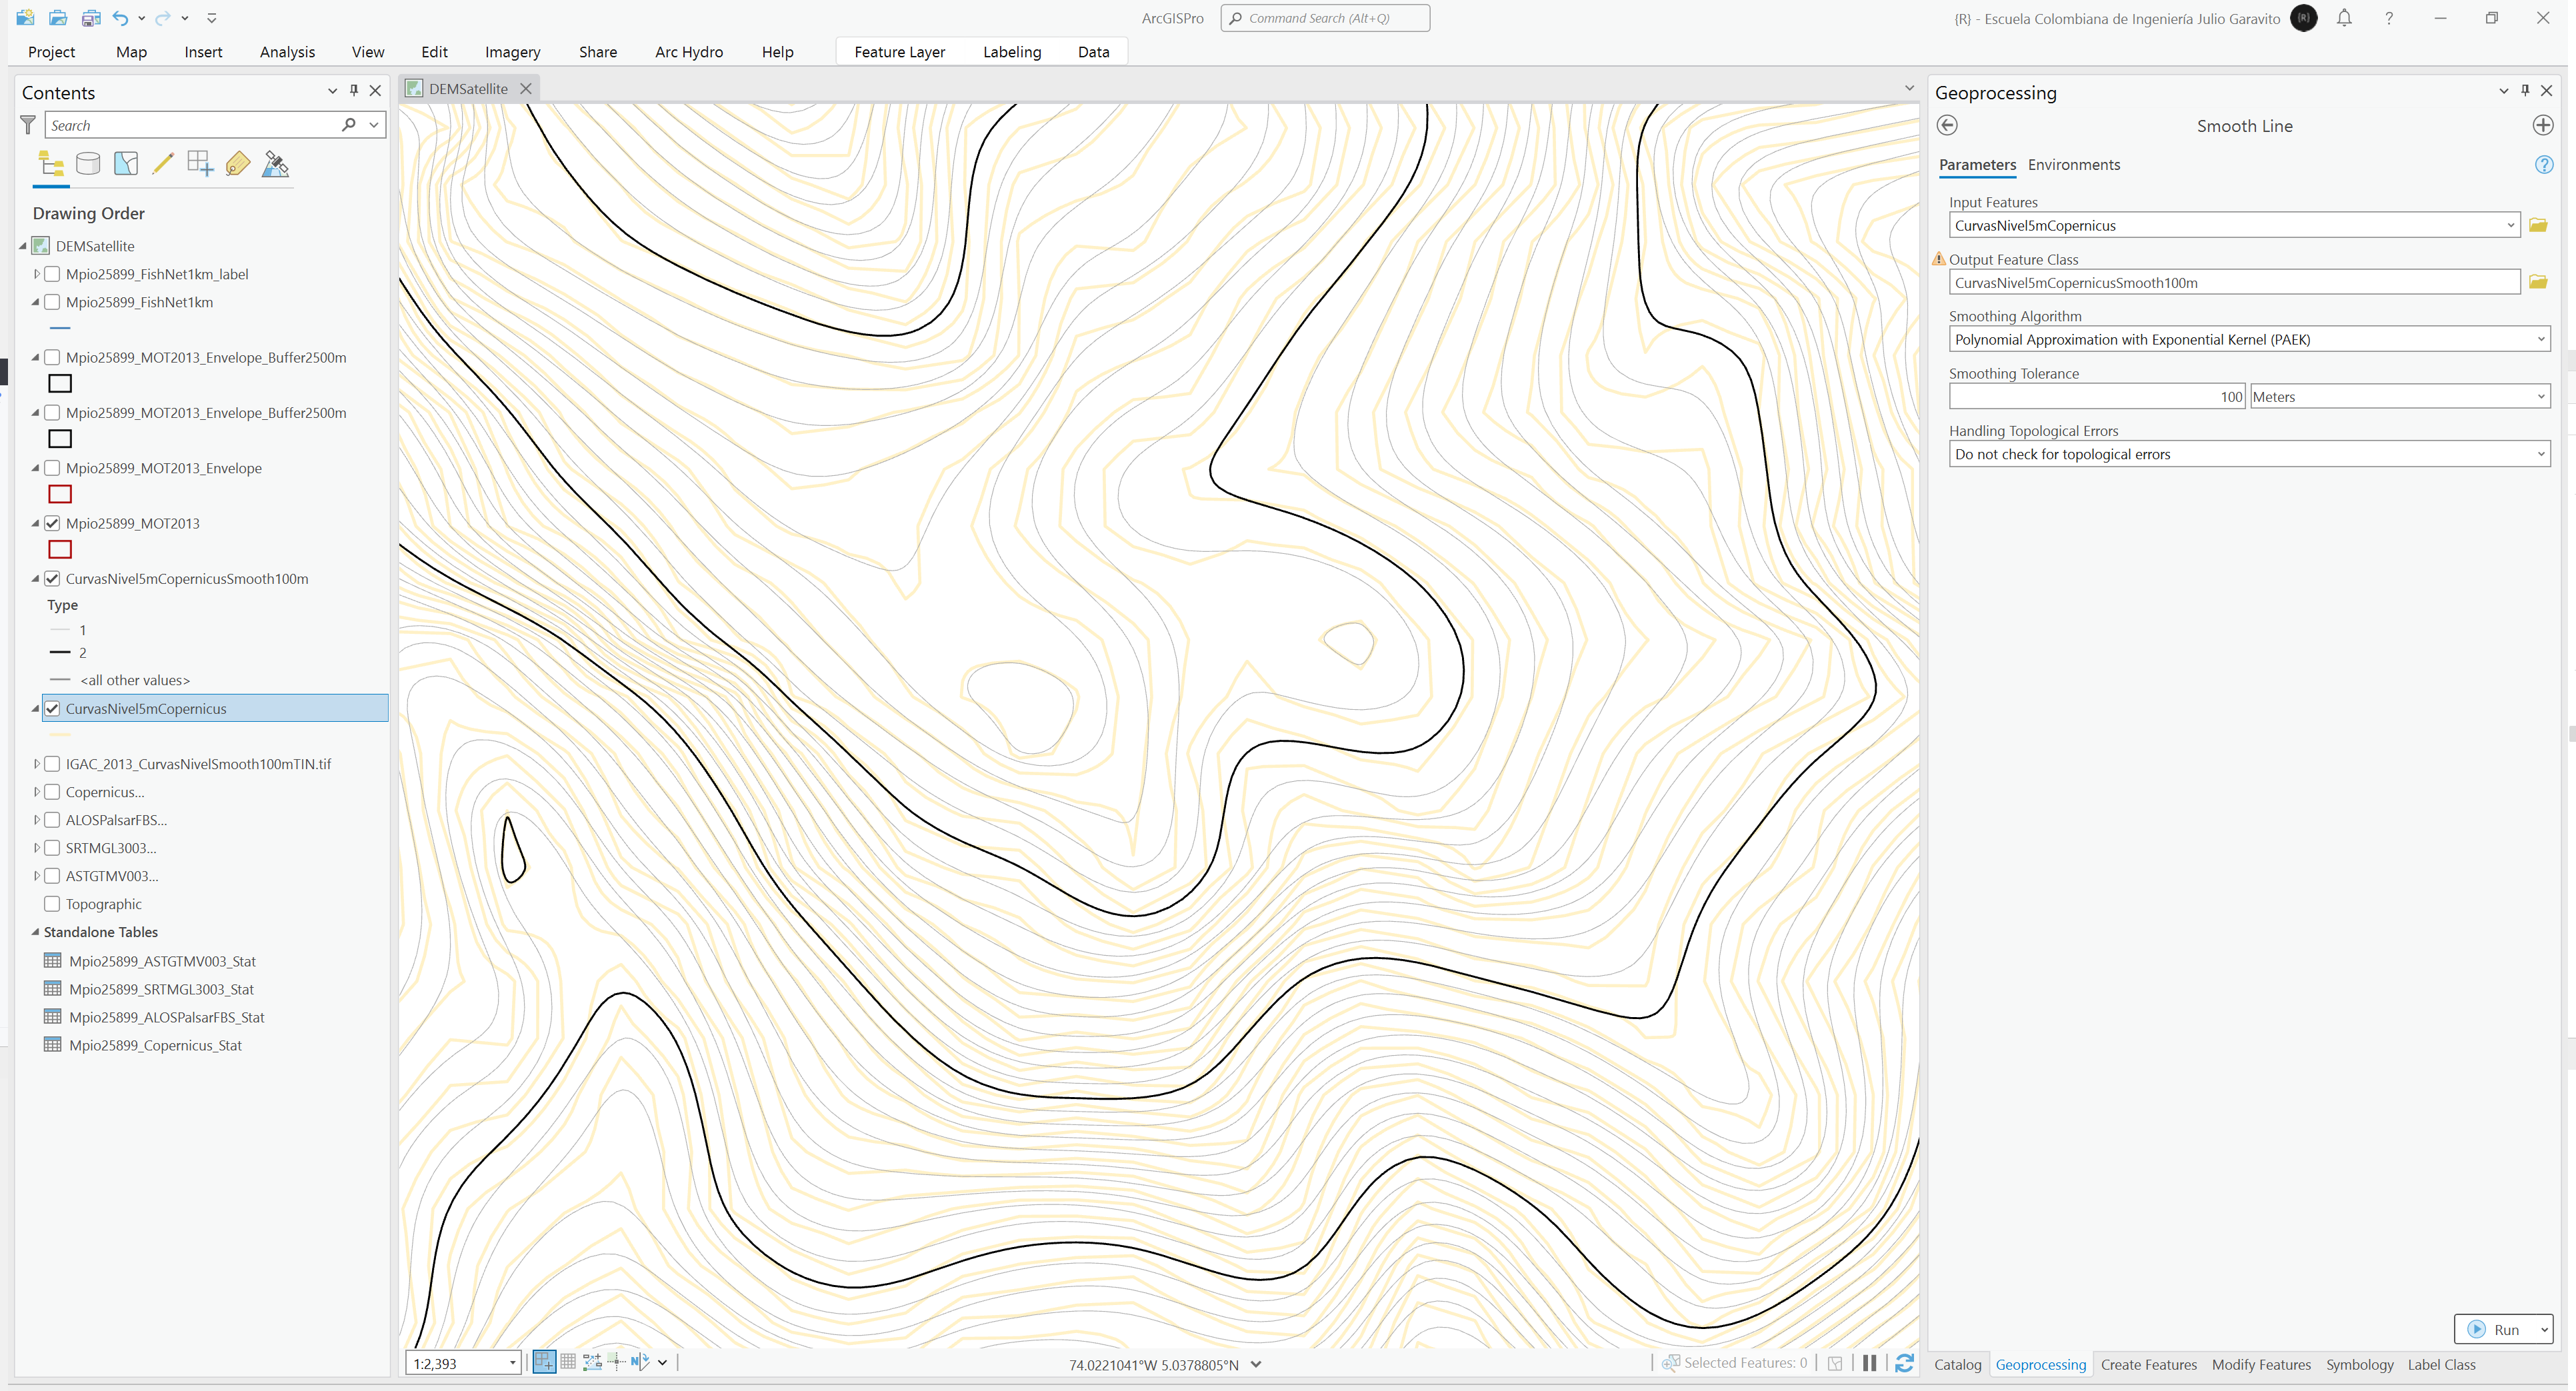 ArcGISPro
Command Search (Alt+Q)
{R} - Escuela Colombiana de Ingeniería Julio Garavito
{R}
?
Project
Map
Insert
Analysis
View
Edit
Imagery
Share
Arc Hydro
Help
Feature Layer
Labeling
Data
Contents
Search
Drawing Order
DEMSatellite
Mpio25899_FishNet1km_label
Mpio25899_FishNet1km
Mpio25899_MOT2013_Envelope_Buffer2500m
Mpio25899_MOT2013_Envelope_Buffer2500m
Mpio25899_MOT2013_Envelope
Mpio25899_MOT2013
CurvasNivel5mCopernicusSmooth100m
Type
1
2
<all other values>
CurvasNivel5mCopernicus
IGAC_2013_CurvasNivelSmooth100mTIN.tif
Copernicus...
ALOSPalsarFBS...
SRTMGL3003...
ASTGTMV003...
Topographic
Standalone Tables
Mpio25899_ASTGTMV003_Stat
Mpio25899_SRTMGL3003_Stat
Mpio25899_ALOSPalsarFBS_Stat
Mpio25899_Copernicus_Stat
DEMSatellite
1:2,393
74.0221041°W 5.0378805°N
Selected Features: 0
Geoprocessing
Smooth Line
Parameters
Environments
?
Input Features
CurvasNivel5mCopernicus
Output Feature Class
CurvasNivel5mCopernicusSmooth100m
Smoothing Algorithm
Polynomial Approximation with Exponential Kernel (PAEK)
Smoothing Tolerance
100 Meters
Handling Topological Errors
Do not check for topological errors
Run
Catalog
Geoprocessing
Create Features
Modify Features
Symbology
Label Class